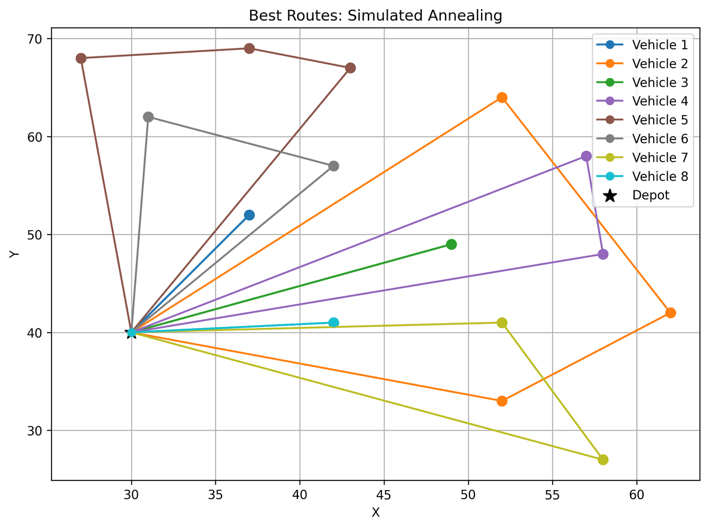 Best Routes: Simulated Annealing
70
60
50
40
30
Y
30
35
40
45
50
55
60
X
Vehicle 1
Vehicle 2
Vehicle 3
Vehicle 4
Vehicle 5
Vehicle 6
Vehicle 7
Vehicle 8
Depot